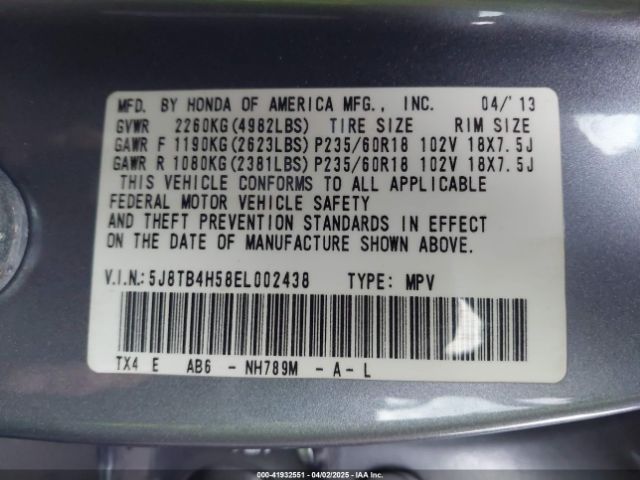 MFD. BY HONDA OF AMERICA MFG., INC. 04/'13
GVWR 2260KG(4982LBS) TIRE SIZE RIM SIZE
GAWR F 1190KG(2623LBS) P235/60R18 102V 18X7.5J
GAWR R 1080KG(2381LBS) P235/60R18 102V 18X7.5J
THIS VEHICLE CONFORMS TO ALL APPLICABLE
FEDERAL MOTOR VEHICLE SAFETY
AND THEFT PREVENTION STANDARDS IN EFFECT
ON THE DATE OF MANUFACTURE SHOWN ABOVE.
V.I.N.:5J8TB4H58EL002438 TYPE: MPV
TX4 E AB6 - NH789M - A - L
000-41932551 | 04/02/2025 | IAA, Inc.